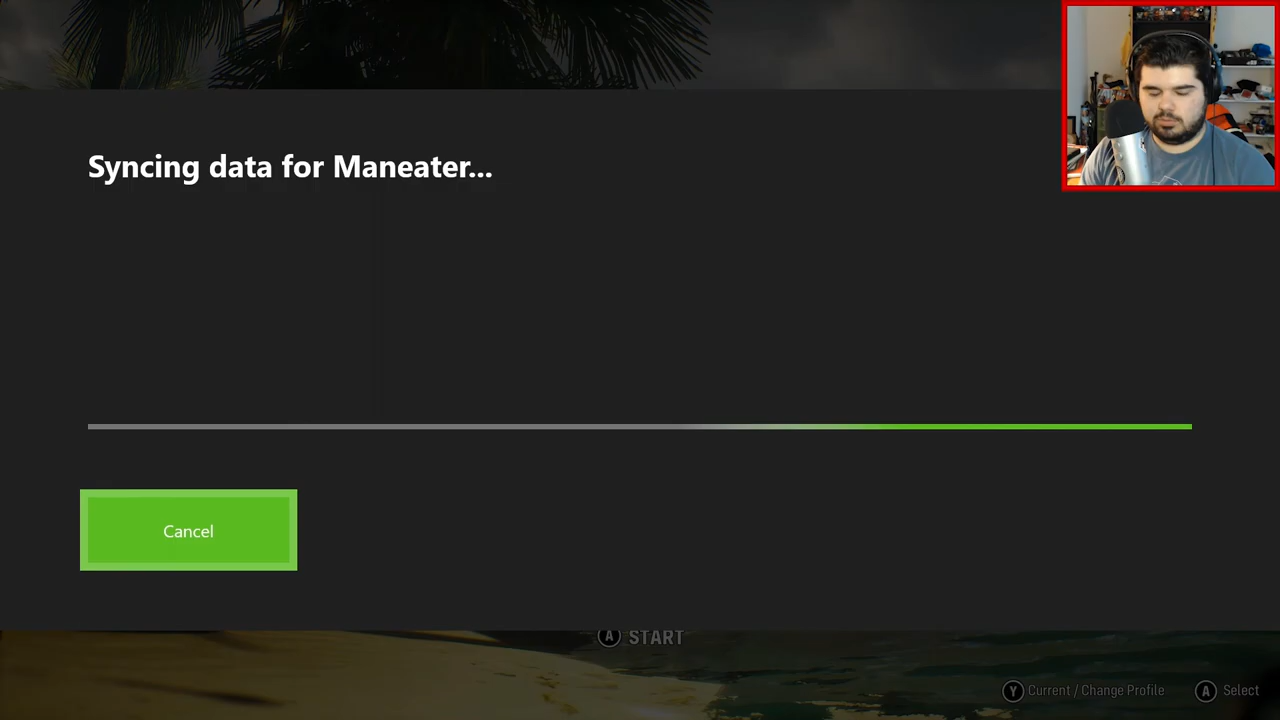 Syncing data for Maneater...
Cancel
A START
Y Current / Change Profile A Select